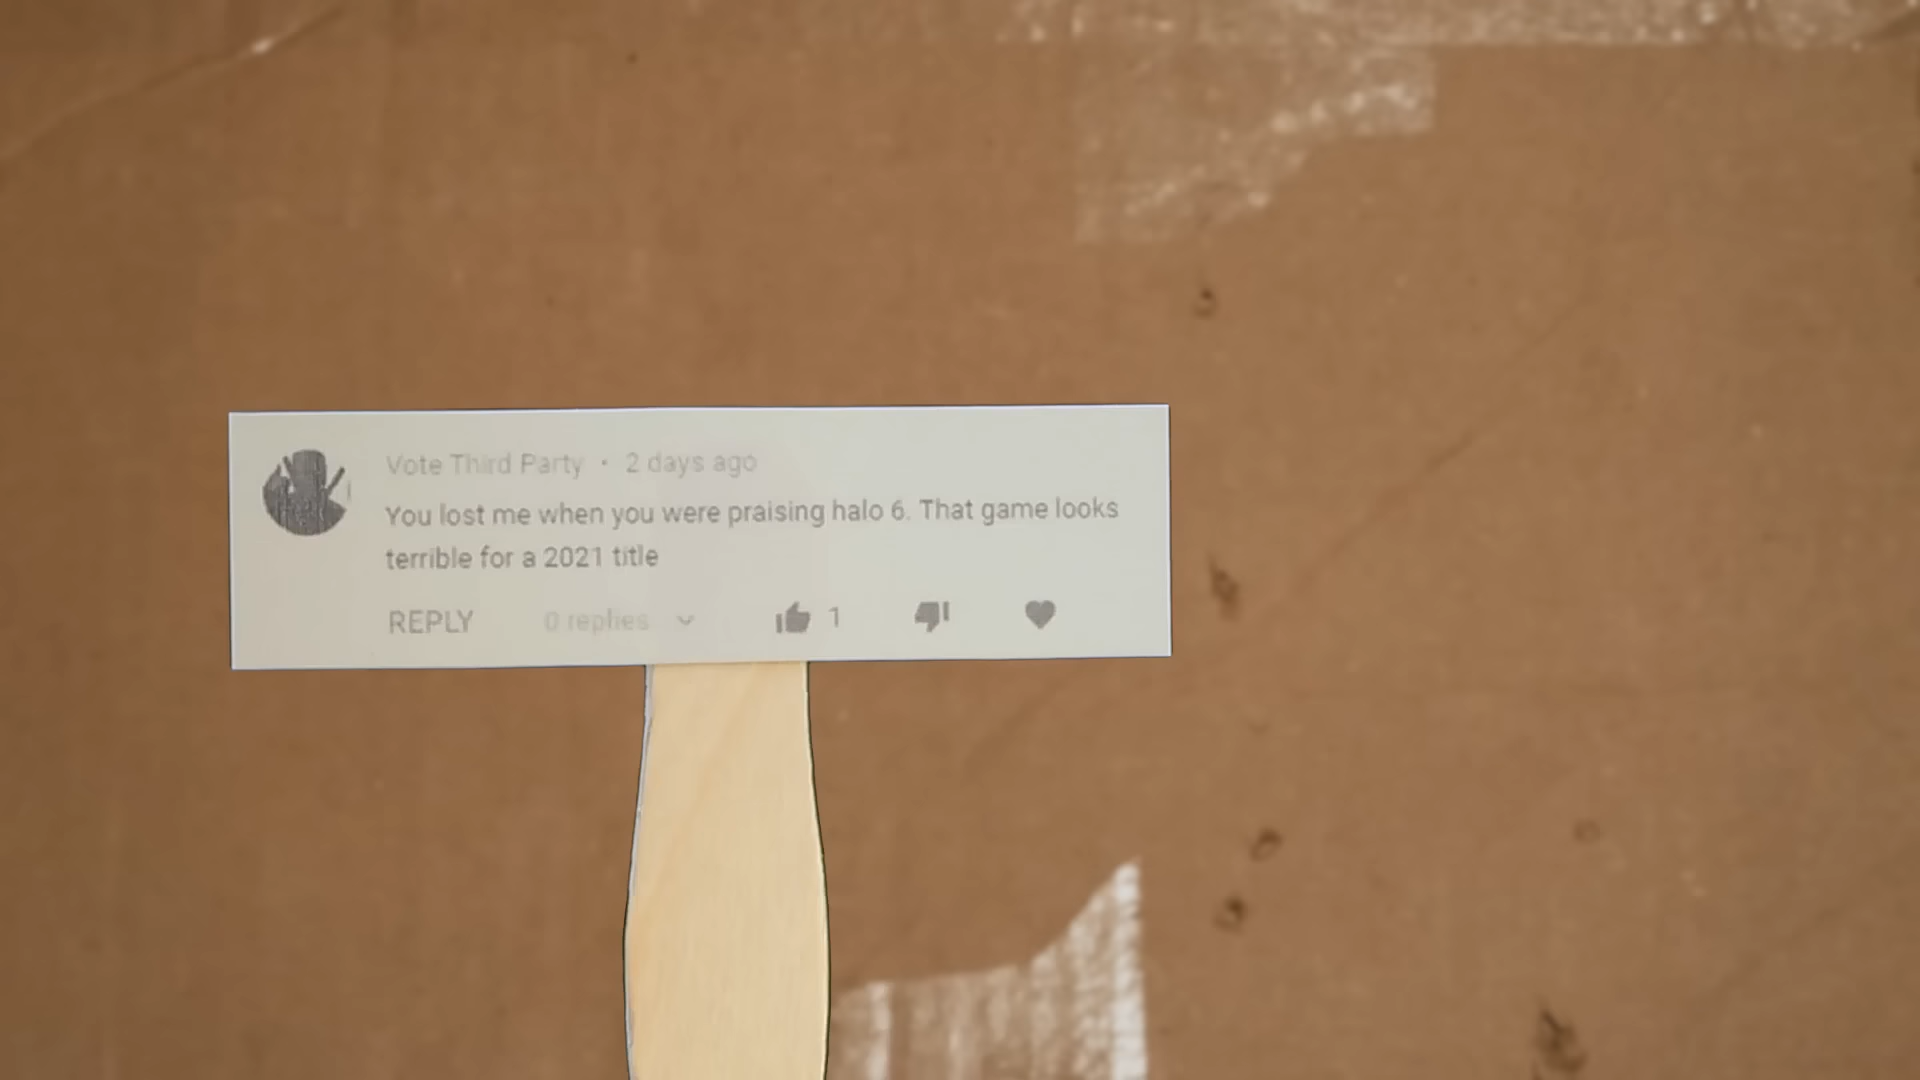 Vote Third Party · 2 days ago
You lost me when you were praising halo 6. That game looks
terrible for a 2021 title
REPLY 0 replies 1